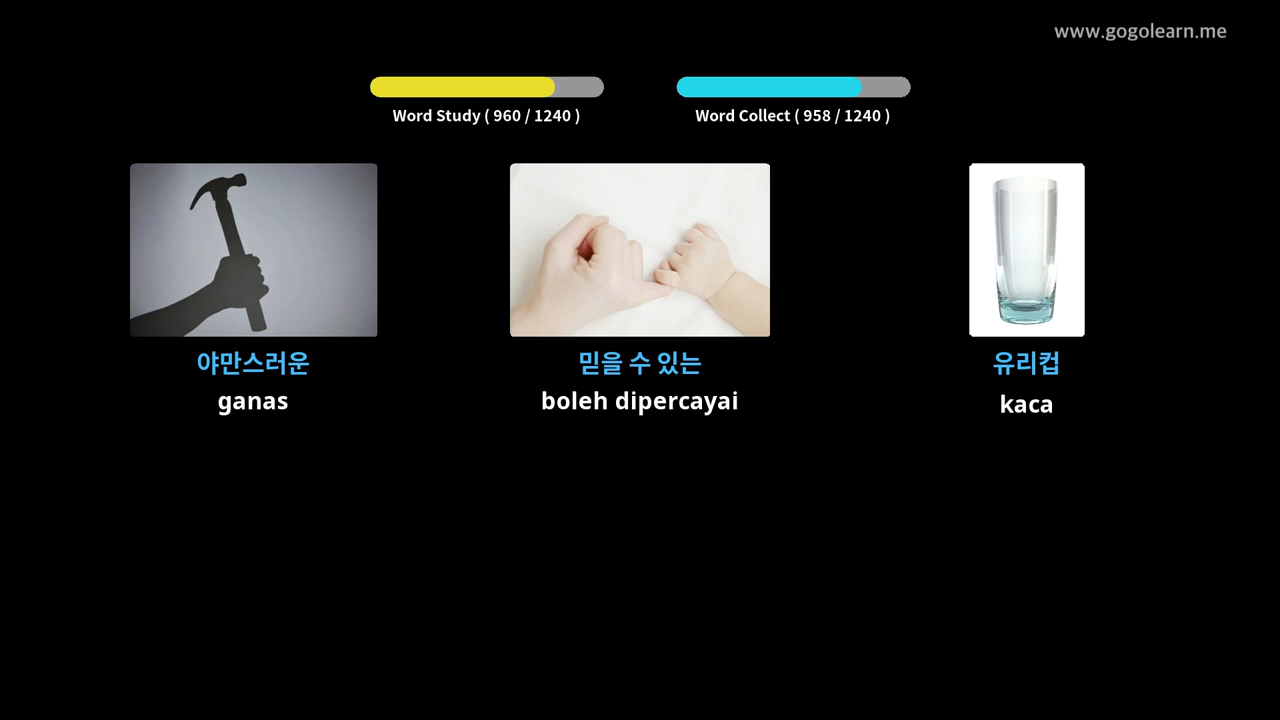 www.gogolearn.me
Word Study ( 960 / 1240 )
Word Collect ( 958 / 1240 )
야만스러운
ganas
믿을 수 있는
boleh dipercayai
유리컵
kaca